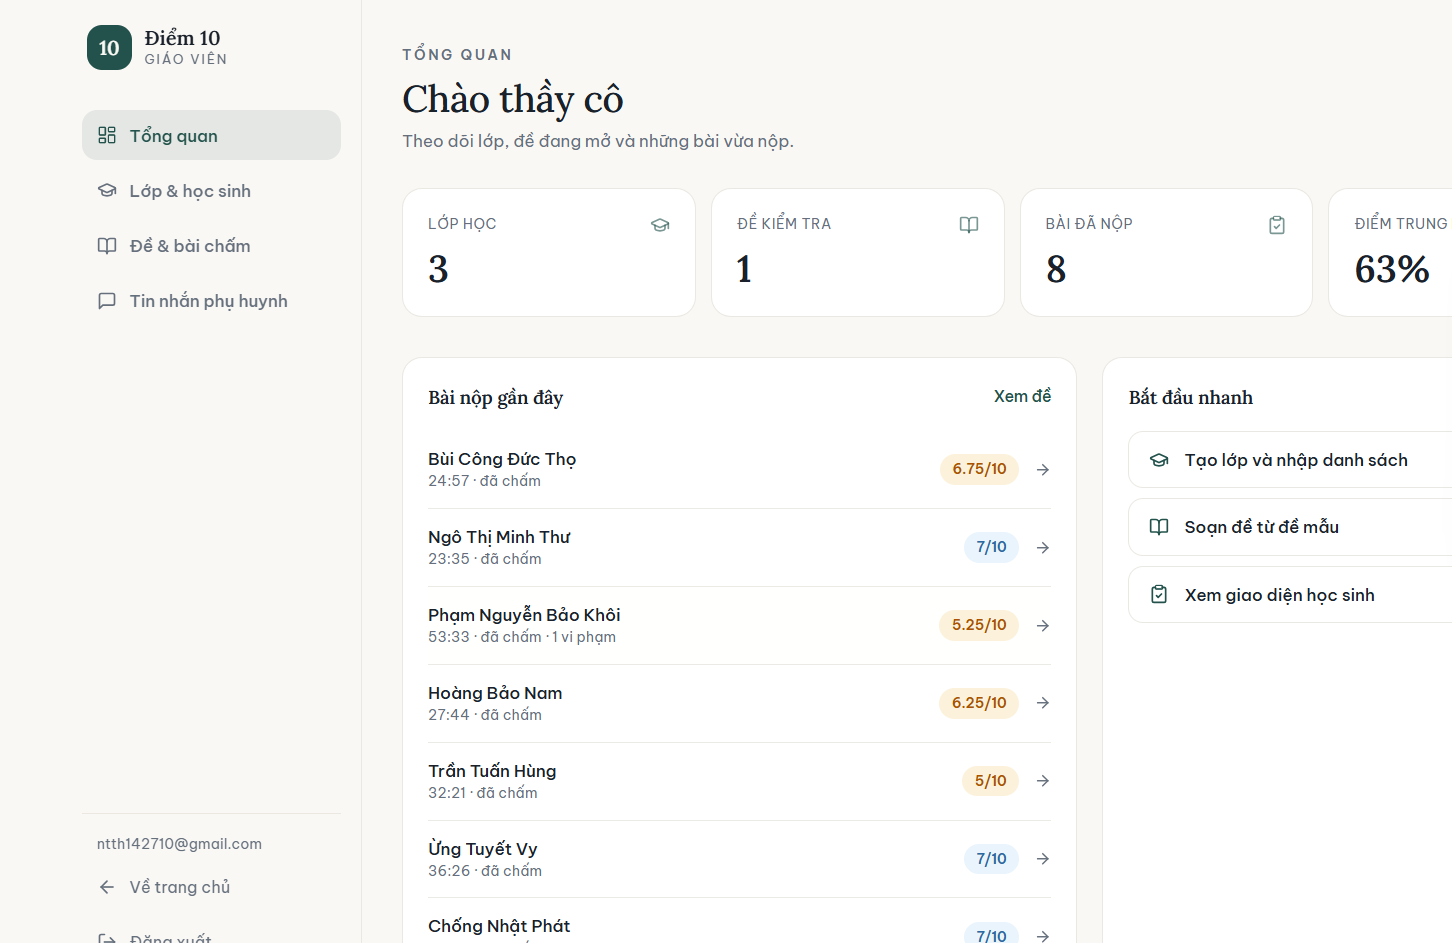 10
Điểm 10
GIÁO VIÊN
Tổng quan
Lớp & học sinh
Đề & bài chấm
Tin nhắn phụ huynh
ntth142710@gmail.com
Về trang chủ
Đăng xuất
TỔNG QUAN
Chào thầy cô
Theo dõi lớp, đề đang mở và những bài vừa nộp.
LỚP HỌC
3
ĐỀ KIỂM TRA
1
BÀI ĐÃ NỘP
8
ĐIỂM TRUNG
63%
Bài nộp gần đây
Xem đề
Bùi Công Đức Thọ
24:57 · đã chấm
6.75/10
Ngô Thị Minh Thư
23:35 · đã chấm
7/10
Phạm Nguyễn Bảo Khôi
53:33 · đã chấm · 1 vi phạm
5.25/10
Hoàng Bảo Nam
27:44 · đã chấm
6.25/10
Trần Tuấn Hùng
32:21 · đã chấm
5/10
Ừng Tuyết Vy
36:26 · đã chấm
7/10
Chống Nhật Phát
7/10
Bắt đầu nhanh
Tạo lớp và nhập danh sách
Soạn đề từ đề mẫu
Xem giao diện học sinh